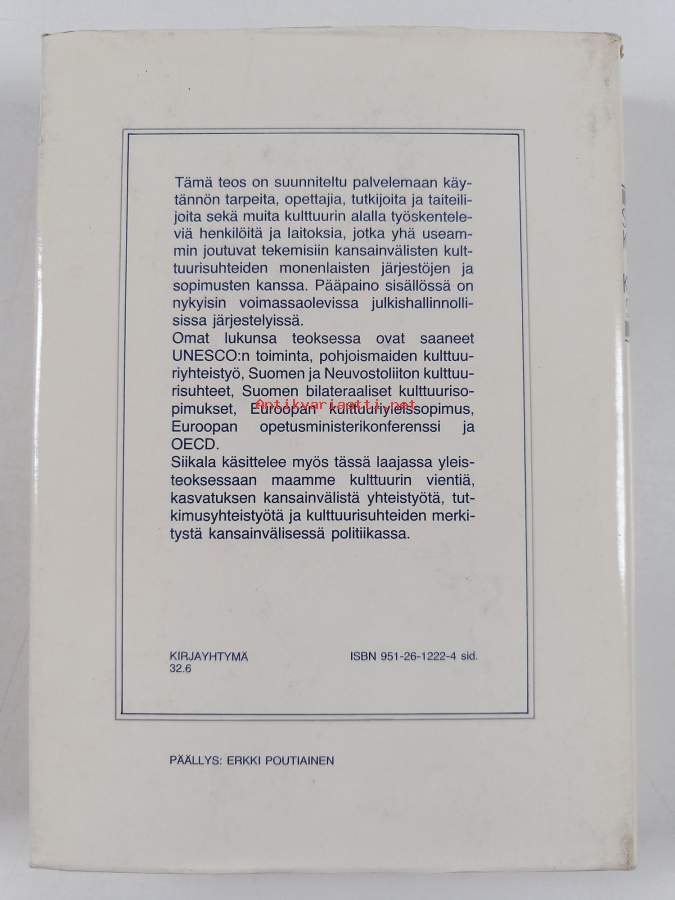 Tämä teos on suunniteltu palvelemaan käy-
tännön tarpeita, opettajia, tutkijoita ja taiteili-
joita sekä muita kulttuurin alalla työskentele-
viä henkilöitä ja laitoksia, jotka yhä useam-
min joutuvat tekemisiin kansainvälisten kult-
tuurisuhteiden monenlaisten järjestöjen ja
sopimusten kanssa. Pääpaino sisällössä on
nykyisin voimassaolevissa julkishallinnolli-
sissa järjestelyissä.
Omat lukunsa teoksessa ovat saaneet
UNESCO:n toiminta, pohjoismaiden kulttuu-
riyhteistyö, Suomen ja Neuvostoliiton kulttuu-
risuhteet, Suomen bilateraaliset kulttuuriso-
pimukset, Euroopan kulttuuriyleissopimus,
Antikvariaatti.net
Euroopan opetusministerikonferenssi ja
OECD.
Siikala käsittelee myös tässä laajassa yleis-
teoksessaan maamme kulttuurin vientiä,
kasvatuksen kansainvälistä yhteistyötä, tut-
kimusyhteistyötä ja kulttuurisuhteiden merki-
tystä kansainvälisessä politiikassa.
KIRJAYHTYMÄ ISBN 951-26-1222-4 sid.
32.6
PÄÄLLYS: ERKKI POUTIAINEN